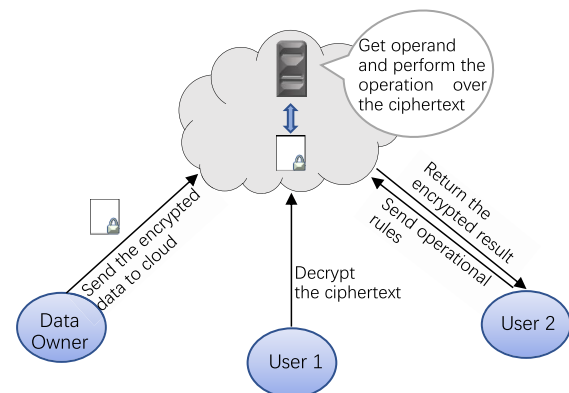 Get operand
and perform the
operation over
the ciphertext
Send the encrypted
data to cloud
Decrypt
the ciphertext
Return the
encrypted result
Send operational
rules
Data
Owner
User 1
User 2